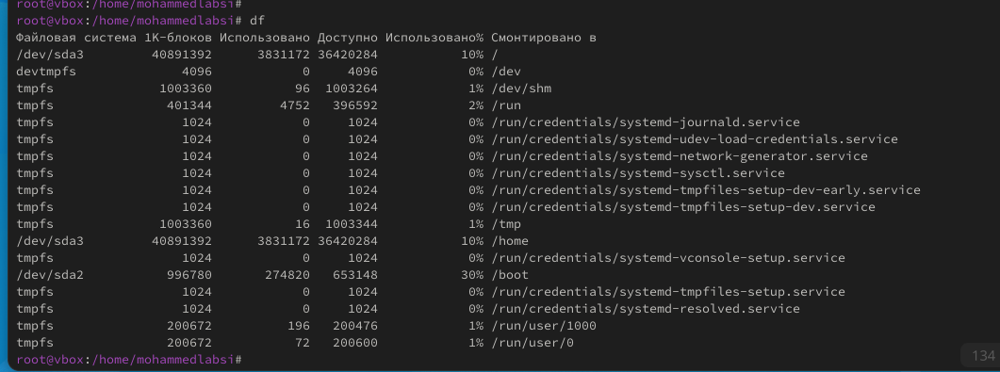 root@vbox:/home/mohammedlabsi#
root@vbox:/home/mohammedlabsi# df
Файловая система 1K-блоков Использовано Доступно Использовано% Смонтировано в
/dev/sda3 40891392 3831172 36420284 10% /
devtmpfs 4096 0 4096 0% /dev
tmpfs 1003360 96 1003264 1% /dev/shm
tmpfs 401344 4752 396592 2% /run
tmpfs 1024 0 1024 0% /run/credentials/systemd-journald.service
tmpfs 1024 0 1024 0% /run/credentials/systemd-udev-load-credentials.service
tmpfs 1024 0 1024 0% /run/credentials/systemd-network-generator.service
tmpfs 1024 0 1024 0% /run/credentials/systemd-sysctl.service
tmpfs 1024 0 1024 0% /run/credentials/systemd-tmpfiles-setup-dev-early.service
tmpfs 1024 0 1024 0% /run/credentials/systemd-tmpfiles-setup-dev.service
tmpfs 1003360 16 1003344 1% /tmp
/dev/sda3 40891392 3831172 36420284 10% /home
tmpfs 1024 0 1024 0% /run/credentials/systemd-vconsole-setup.service
/dev/sda2 996780 274820 653148 30% /boot
tmpfs 1024 0 1024 0% /run/credentials/systemd-tmpfiles-setup.service
tmpfs 1024 0 1024 0% /run/credentials/systemd-resolved.service
tmpfs 200672 196 200476 1% /run/user/1000
tmpfs 200672 72 200600 1% /run/user/0
root@vbox:/home/mohammedlabsi#
134